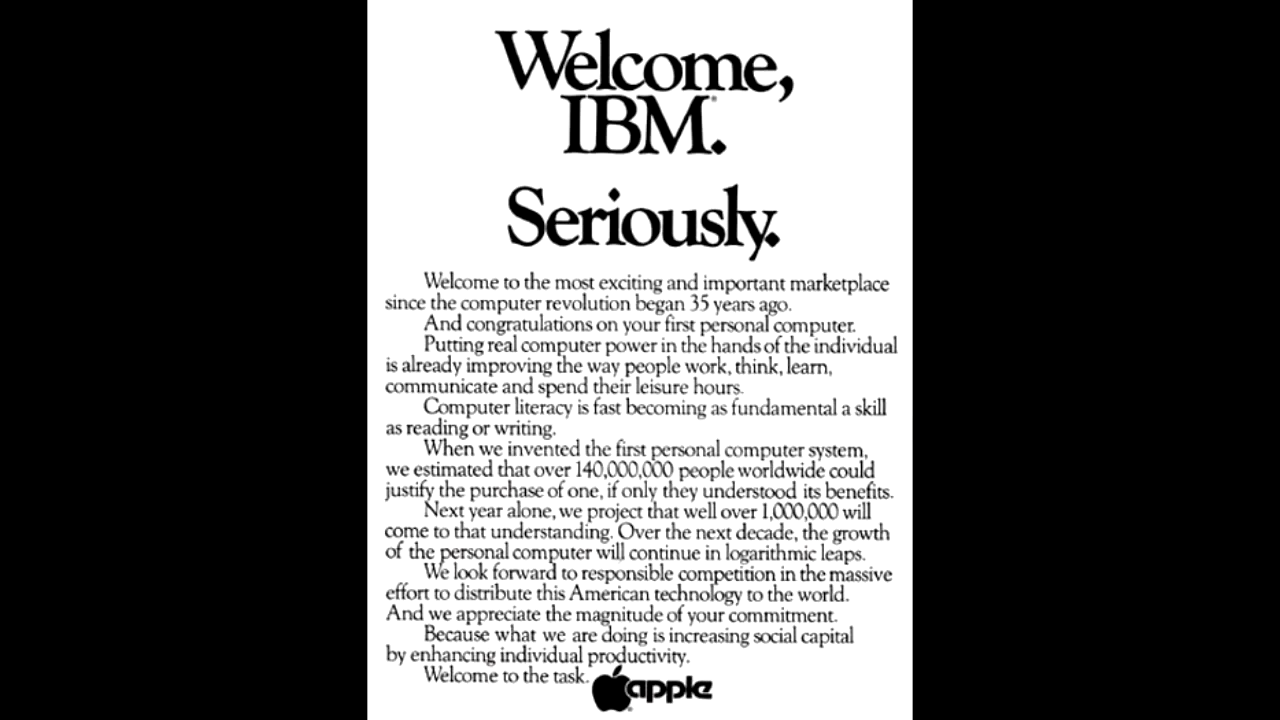 Welcome,
IBM.®
Seriously.
Welcome to the most exciting and important marketplace
since the computer revolution began 35 years ago.
And congratulations on your first personal computer.
Putting real computer power in the hands of the individual
is already improving the way people work, think, learn,
communicate and spend their leisure hours.
Computer literacy is fast becoming as fundamental a skill
as reading or writing.
When we invented the first personal computer system,
we estimated that over 140,000,000 people worldwide could
justify the purchase of one, if only they understood its benefits.
Next year alone, we project that well over 1,000,000 will
come to that understanding. Over the next decade, the growth
of the personal computer will continue in logarithmic leaps.
We look forward to responsible competition in the massive
effort to distribute this American technology to the world.
And we appreciate the magnitude of your commitment.
Because what we are doing is increasing social capital
by enhancing individual productivity.
Welcome to the task.
apple®